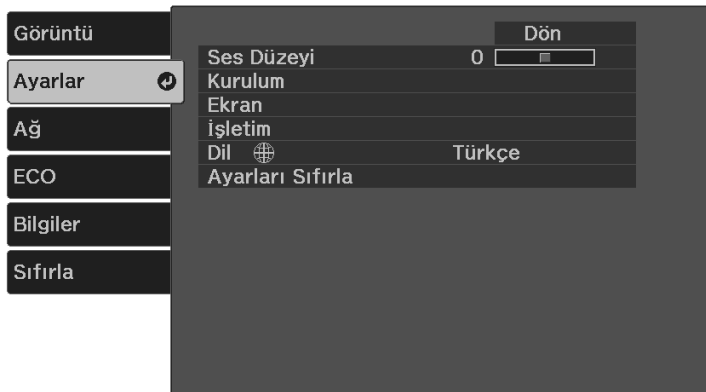 Görüntü
Ayarlar
Ağ
ECO
Bilgiler
Sıfırla
Dön
Ses Düzeyi 0
Kurulum
Ekran
İşletim
Dil Türkçe
Ayarları Sıfırla